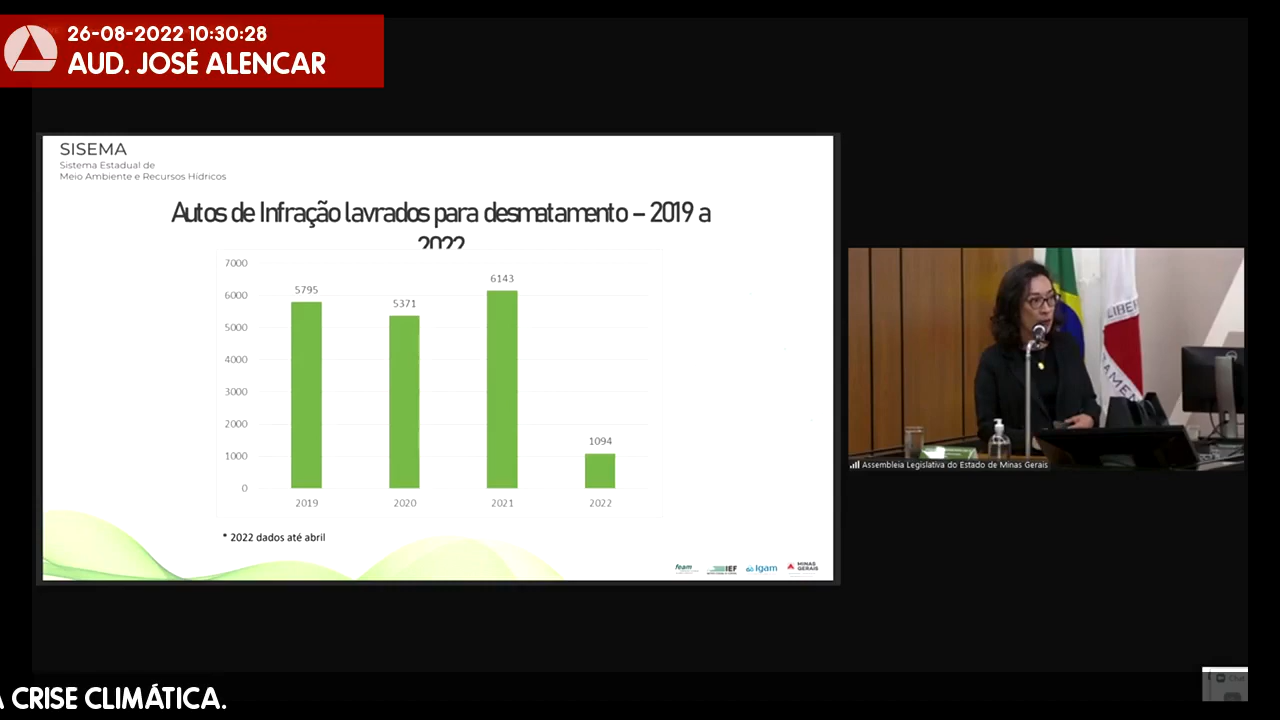 26-08-2022 10:30:28
AUD. JOSÉ ALENCAR
SISEMA
Sistema Estadual de
Meio Ambiente e Recursos Hídricos
Autos de Infração lavrados para desmatamento – 2019 a
2022
7000
6000
5000
4000
3000
2000
1000
0
5795
5371
6143
1094
2019
2020
2021
2022
* 2022 dados até abril
feam
IEF
Igam
MINAS
GERAIS
LIBER
AMEN
Assembleia Legislativa do Estado de Minas Gerais
Chat
A CRISE CLIMÁTICA.